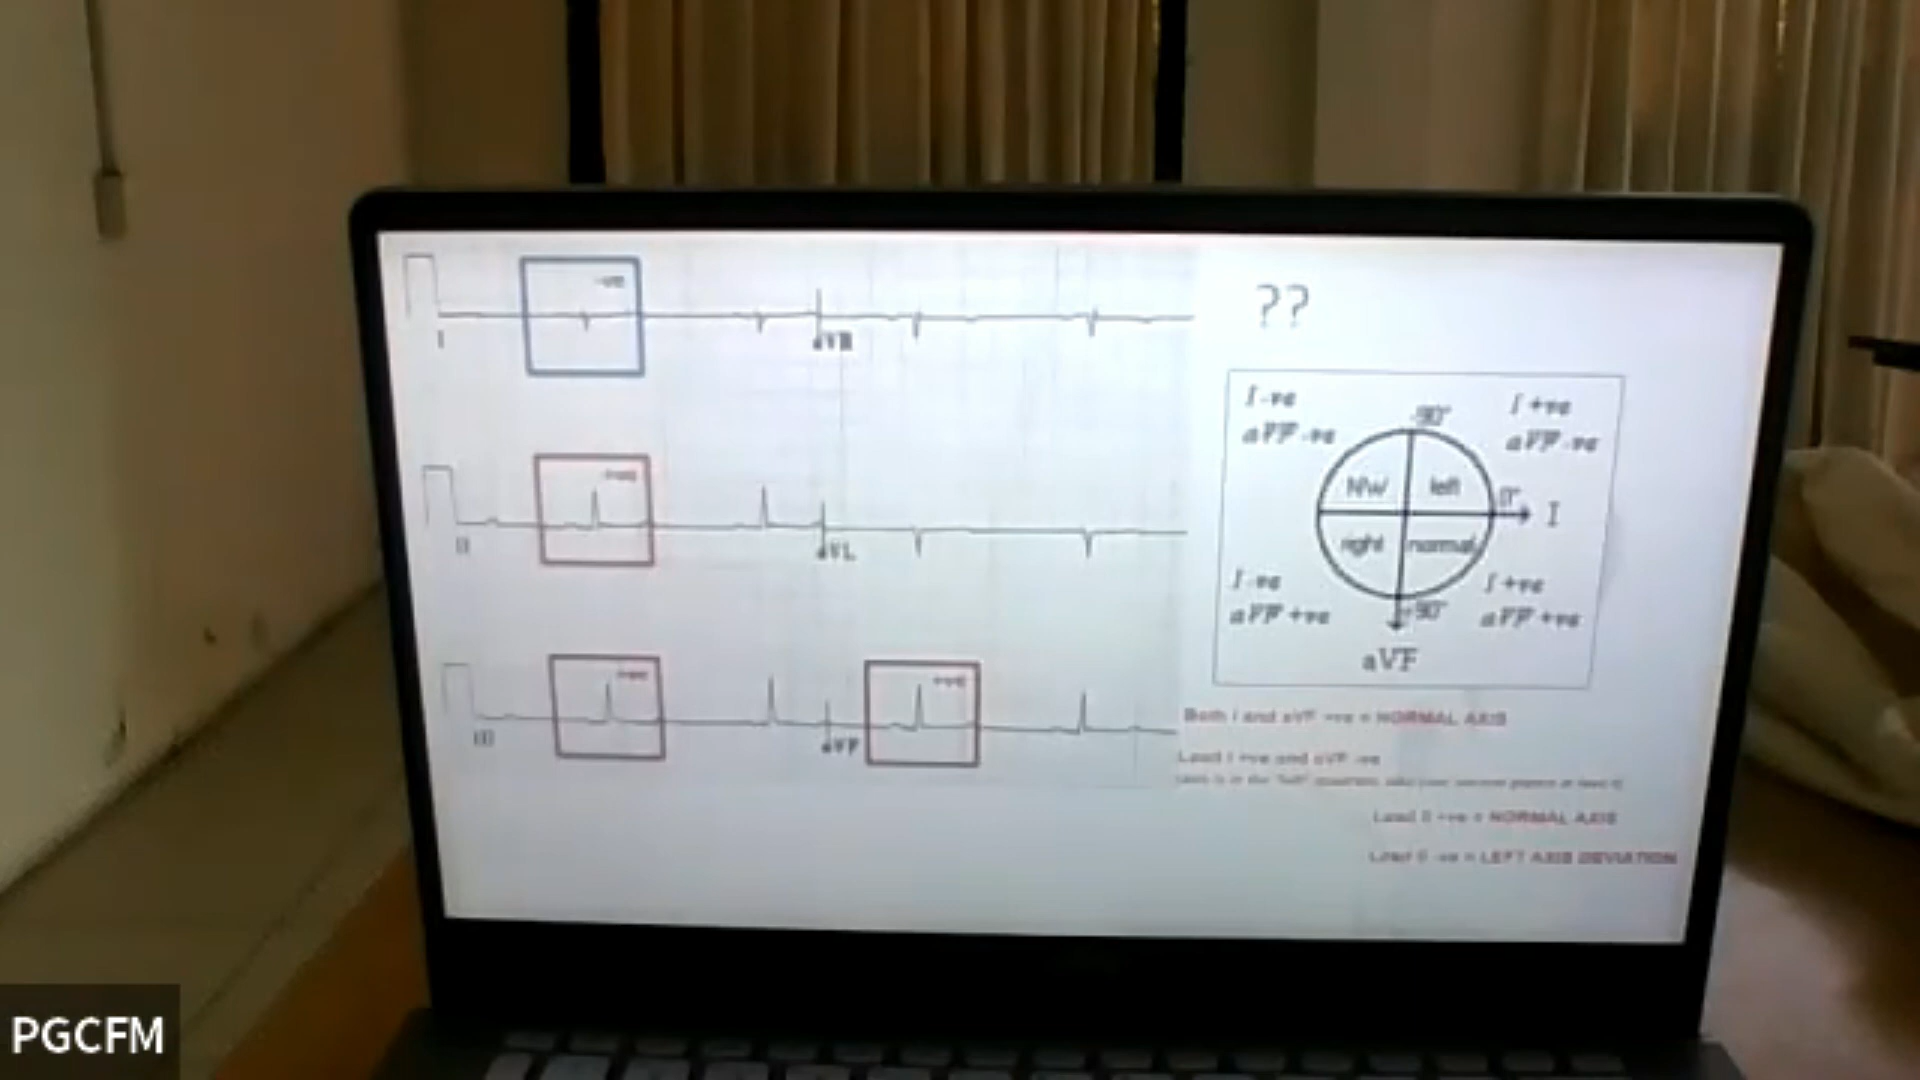 -ve
I
aVR
+ve
II
aVL
+ve
III
aVF
+ve
??
I -ve
aVF -ve
I +ve
aVF -ve
-90°
NW
left
0°
I
right
normal
I -ve
aVF +ve
+90°
I +ve
aVF +ve
aVF
Both I and aVF +ve = NORMAL AXIS
Lead I +ve and aVF -ve
Lead II +ve = NORMAL AXIS
Lead II -ve = LEFT AXIS DEVIATION
PGCFM